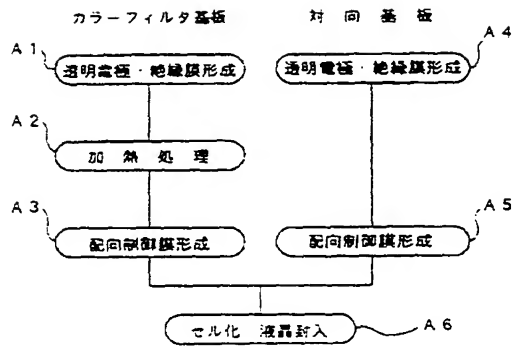 カラーフィルタ基板 対向基板
A1 透明電極・絶縁膜形成 透明電極・絶縁膜形成 A4
A2 加熱処理
A3 配向制御膜形成 配向制御膜形成 A5
セル化 液晶封入 A6